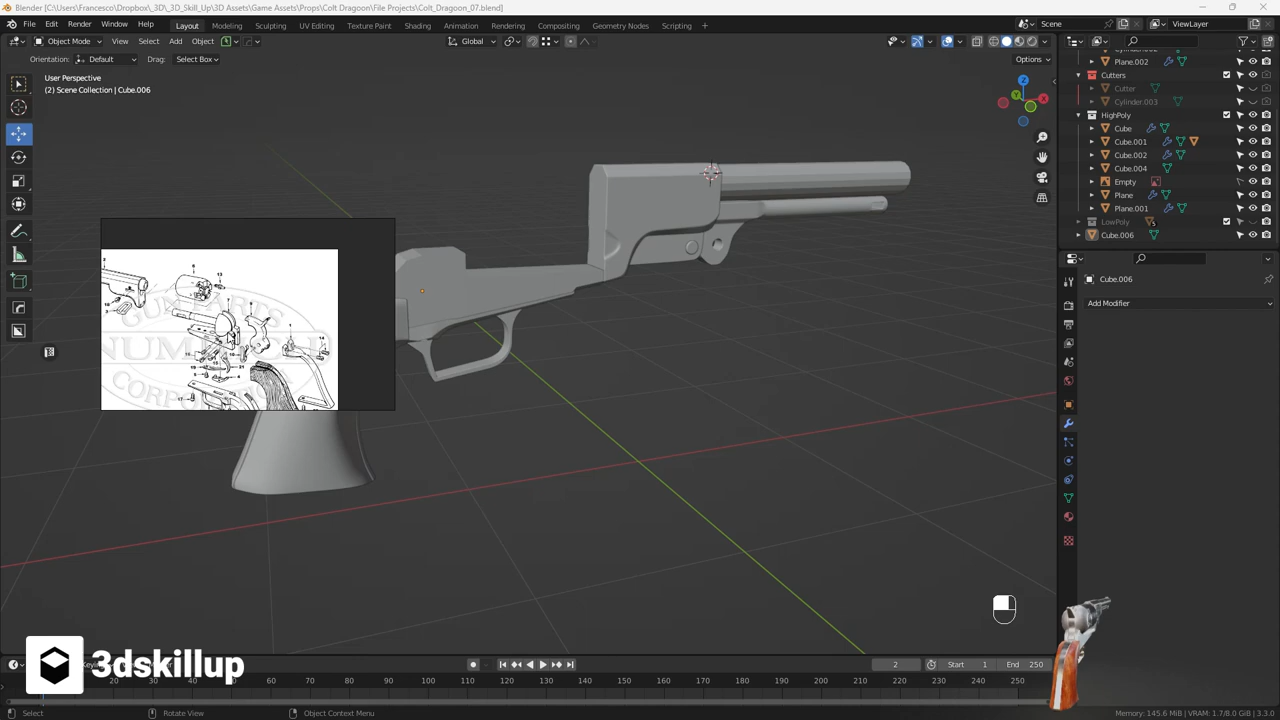 Blender [C:\Users\Francesco\Dropbox\_3D\_3D_Skill_Up\3D Assets\Game Assets\Props\Colt Dragoon\File Projects\Colt_Dragoon_07.blend]
File Edit Render Window Help Layout Modeling Sculpting UV Editing Texture Paint Shading Animation Rendering Compositing Geometry Nodes Scripting + Scene ViewLayer
Object Mode View Select Add Object Global
Orientation: Default Drag: Select Box Options
User Perspective
(2) Scene Collection | Cube.006
Plane.002
Cutters
Cutter
Cylinder.003
HighPoly
Cube
Cube.001
Cube.002
Cube.004
Empty
Plane
Plane.001
LowPoly
Cube.006
Cube.006
Add Modifier
GUN PARTS
NUMRICH
CORPORATION
3dskillup
2 Start 1 End 250
20 30 40 50 60 70 80 90 100 110 120 130 140 150 160 170 180 190 200 210 220 230 240 250
Select Rotate View Object Context Menu Memory: 145.6 MiB | VRAM: 1.7/8.0 GiB | 3.3.0